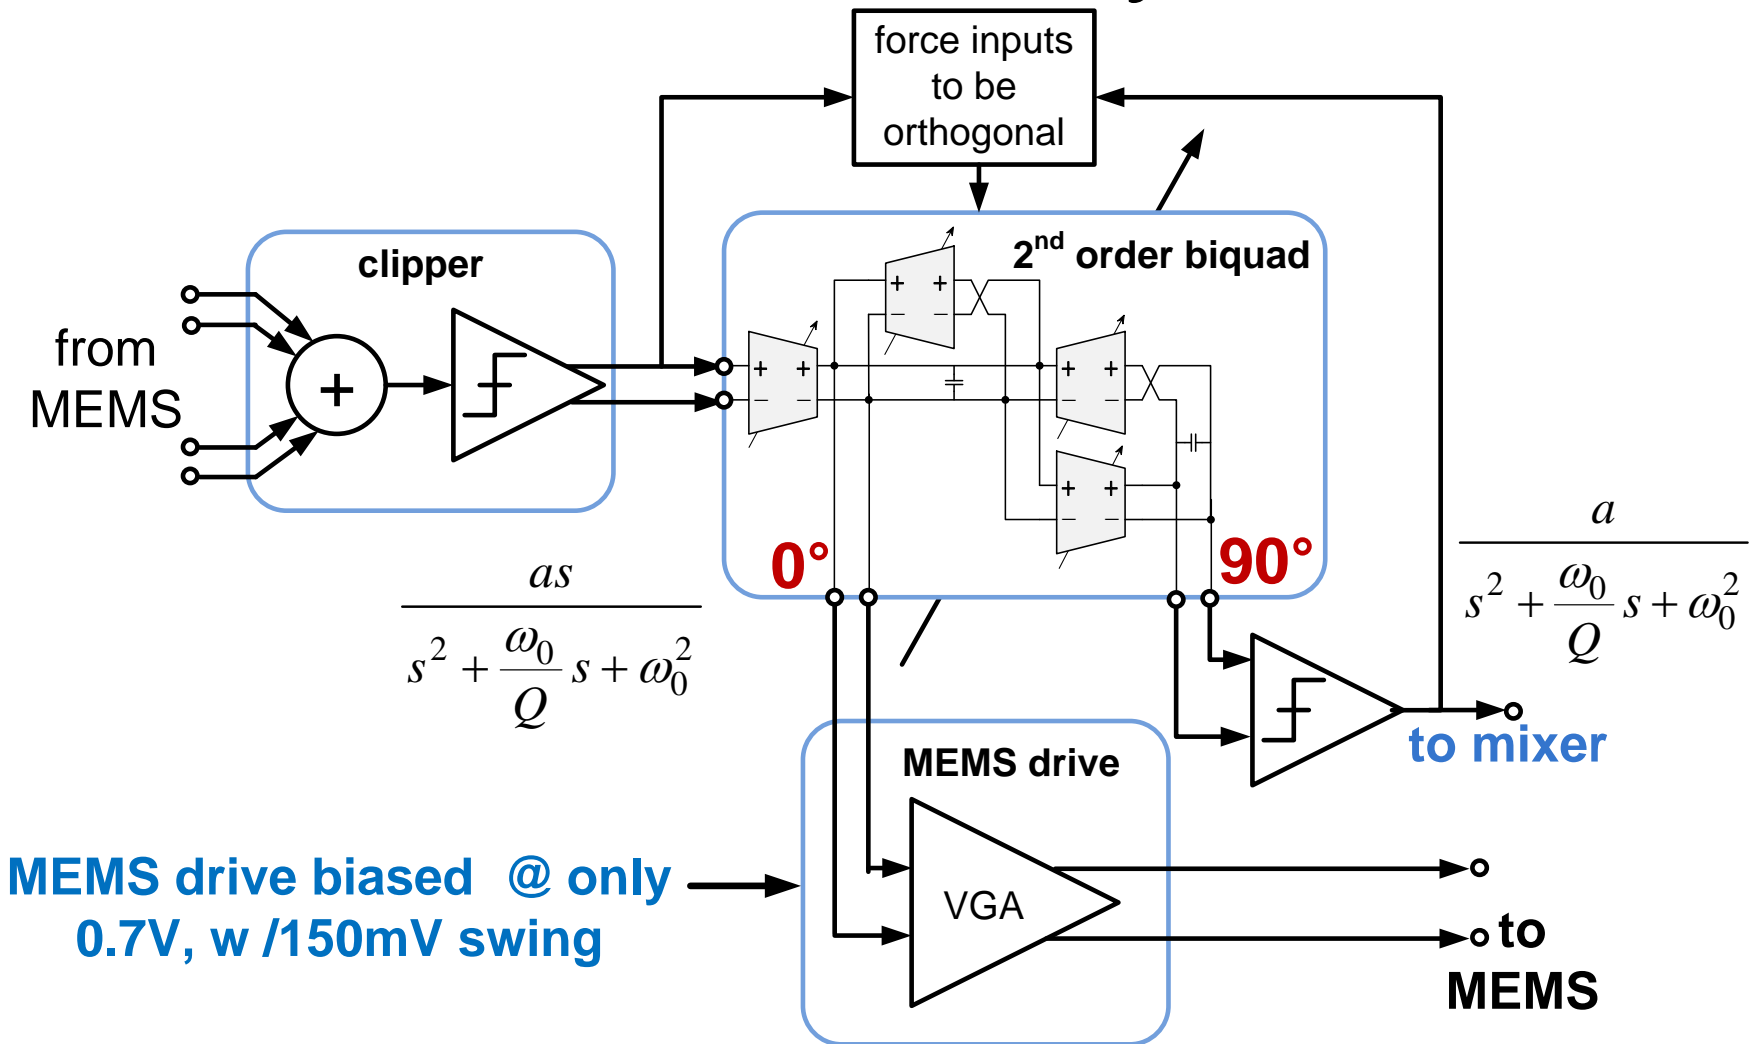 force inputs
to be
orthogonal
clipper
2nd order biquad
from
MEMS
+
+ +
− −
+ +
− −
+ +
− −
+ +
− −
0°
90°
as
s² + ω₀/Q s + ω₀²
a
s² + ω₀/Q s + ω₀²
to mixer
MEMS drive
MEMS drive biased @ only
0.7V, w /150mV swing
VGA
to
MEMS